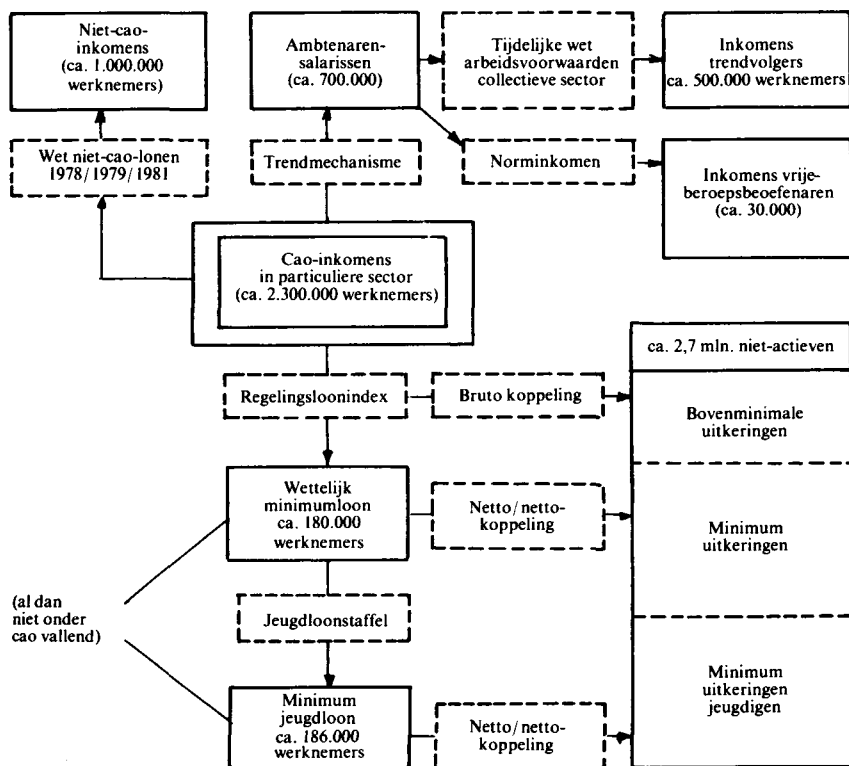 Niet-cao-
inkomens
(ca. 1.000.000
werknemers)
Ambtenaren-
salarissen
(ca. 700.000)
Tijdelijke wet
arbeidsvoorwaarden
collectieve sector
Inkomens
trendvolgers
ca. 500.000 werknemers
Wet niet-cao-lonen
1978/1979/1981
Trendmechanisme
Norminkomen
Inkomens vrije-
beroepsbeoefenaren
(ca. 30.000)
Cao-inkomens
in particuliere sector
(ca. 2.300.000 werknemers)
ca. 2,7 mln. niet-actieven
Regelingsloonindex
Bruto koppeling
Bovenminimale
uitkeringen
Wettelijk
minimumloon
ca. 180.000
werknemers
Netto/netto-
koppeling
Minimum
uitkeringen
(al dan
niet onder
cao vallend)
Jeugdloonstaffel
Minimum
jeugdloon
ca. 186.000
werknemers
Netto/netto-
koppeling
Minimum
uitkeringen
jeugdigen